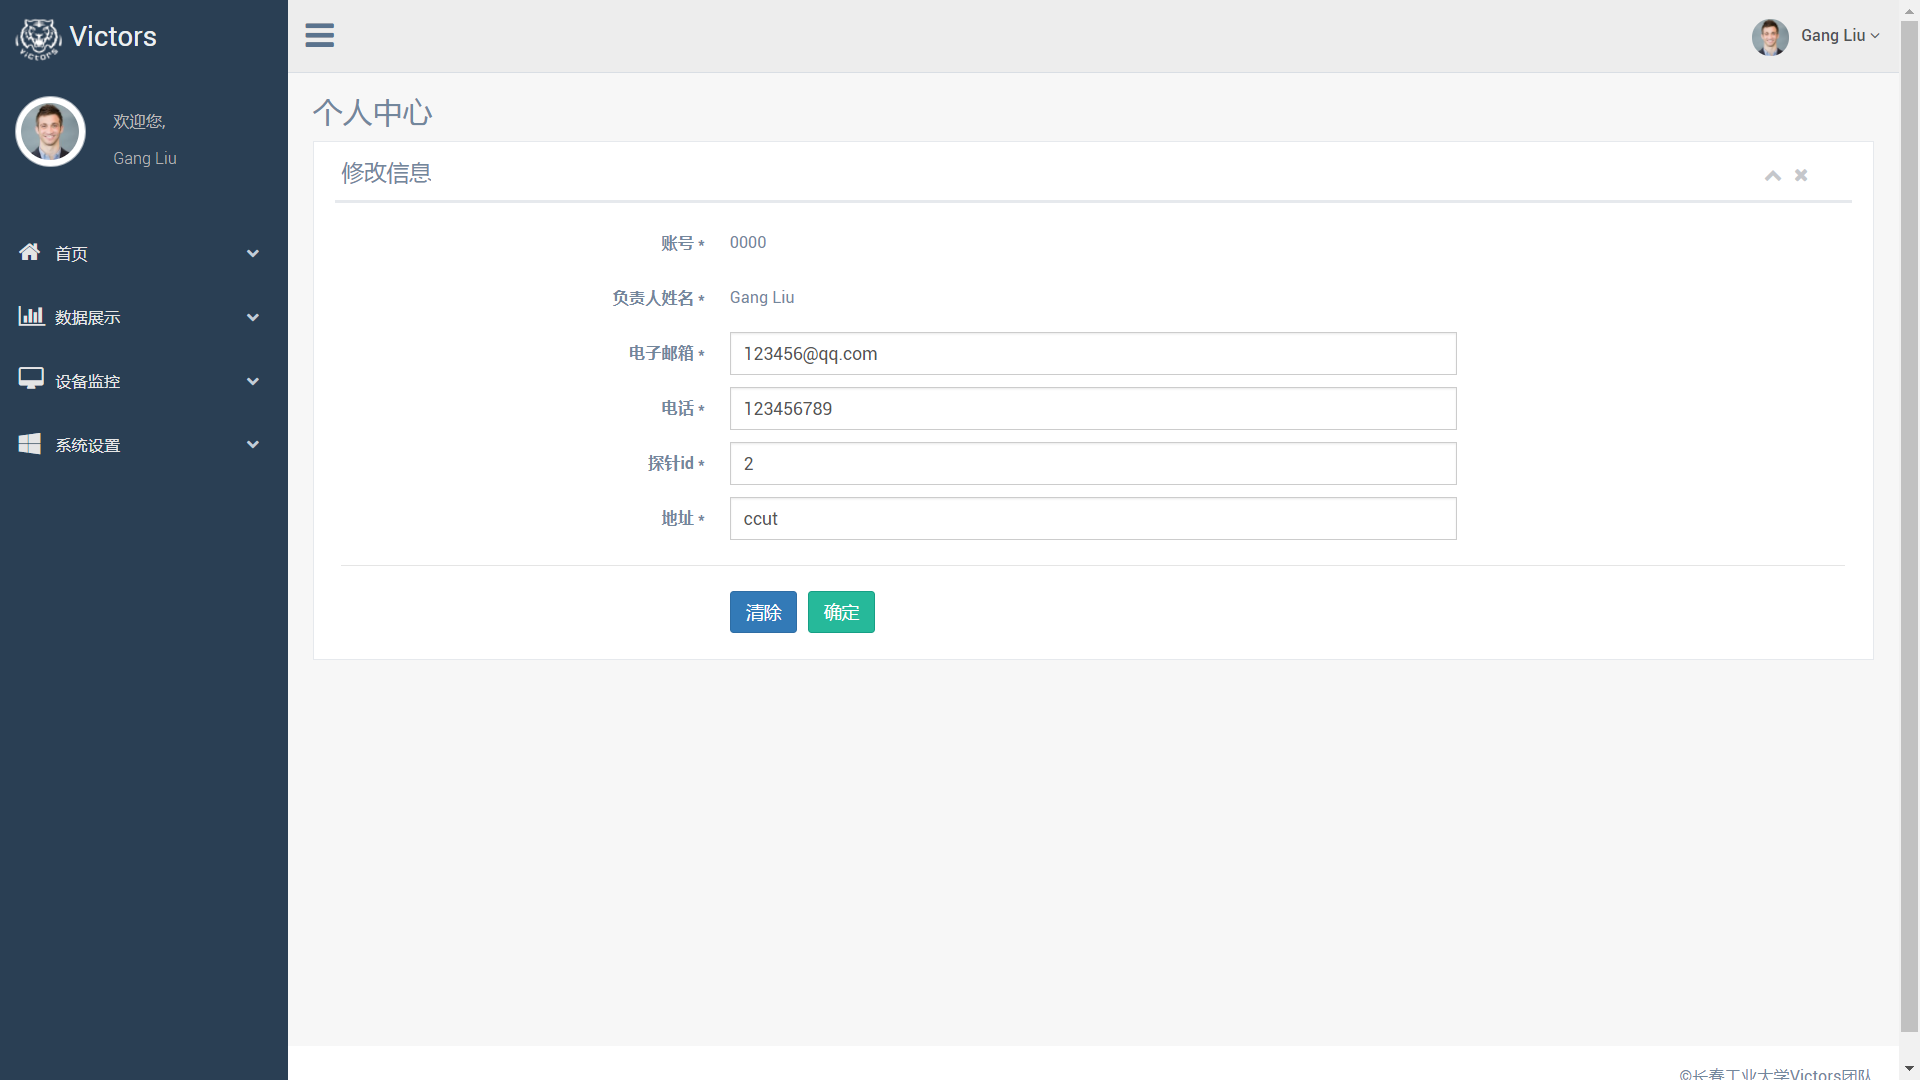 Victors
Gang Liu
欢迎您,
Gang Liu
首页
数据展示
设备监控
系统设置
个人中心
修改信息
账号 * 0000
负责人姓名 * Gang Liu
电子邮箱 * 123456@qq.com
电话 * 123456789
探针id * 2
地址 * ccut
清除 确定
©长春工业大学Victors团队